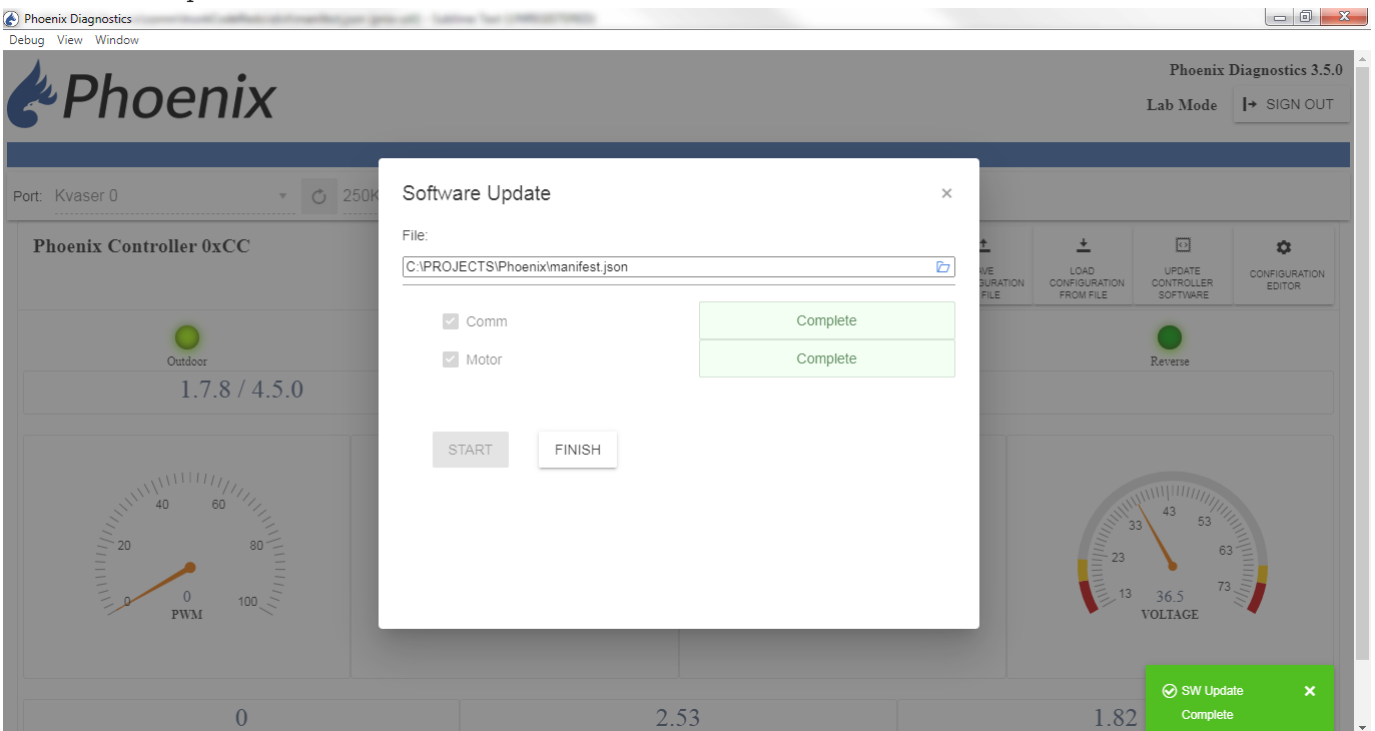 Phoenix Diagnostics
Debug View Window
Phoenix
Phoenix Diagnostics 3.5.0
Lab Mode
SIGN OUT
Port: Kvaser 0
250K
Software Update
×
File:
C:\PROJECTS\Phoenix\manifest.json
Comm
Complete
Motor
Complete
START
FINISH
Phoenix Controller 0xCC
LOAD
CONFIGURATION
FROM FILE
UPDATE
CONTROLLER
SOFTWARE
CONFIGURATION
EDITOR
FILE
Outdoor
Reverse
1.7.8 / 4.5.0
0
20
40
60
80
100
0
PWM
13
23
33
43
53
63
73
36.5
VOLTAGE
0
2.53
1.82
SW Update
Complete